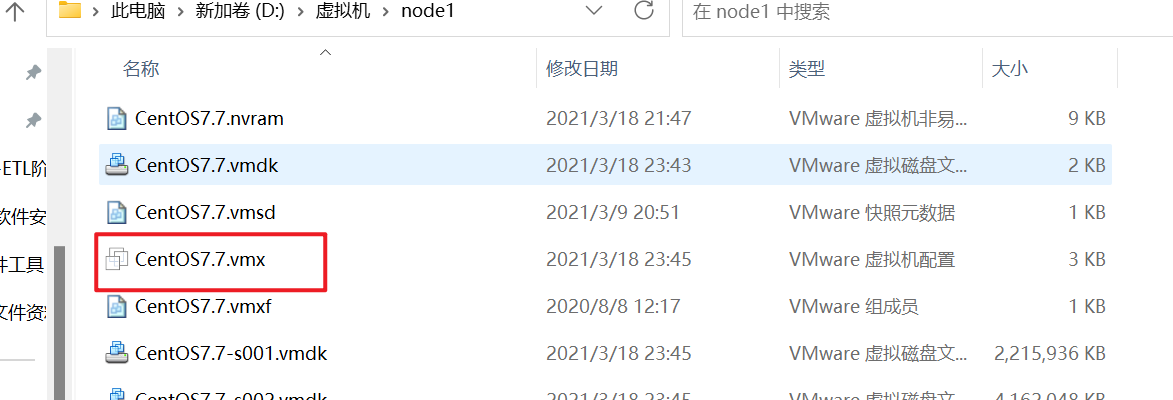 此电脑 > 新加卷 (D:) > 虚拟机 > node1
在 node1 中搜索
名称 修改日期 类型 大小
CentOS7.7.nvram 2021/3/18 21:47 VMware 虚拟机非易... 9 KB
CentOS7.7.vmdk 2021/3/18 23:43 VMware 虚拟磁盘文... 2 KB
-ETL阶
CentOS7.7.vmsd 2021/3/9 20:51 VMware 快照元数据 1 KB
软件安
CentOS7.7.vmx 2021/3/18 23:45 VMware 虚拟机配置 3 KB
件工具
CentOS7.7.vmxf 2020/8/8 12:17 VMware 组成员 1 KB
文件资料
CentOS7.7-s001.vmdk 2021/3/18 23:45 VMware 虚拟磁盘文... 2,215,936 KB
CentOS7.7-s002.vmdk 2021/3/18 23:45 VMware 虚拟磁盘文... 4,162,048 KB